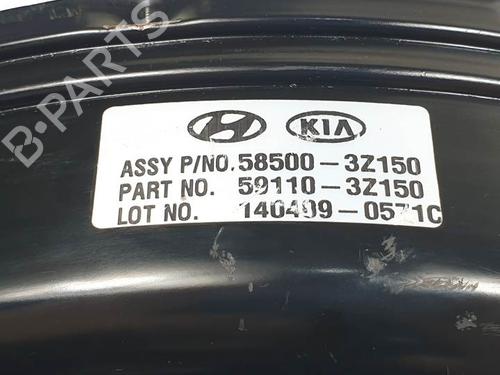 B-PARTS
KIA
ASSY P/NO. 58500-3Z150
PART NO. 59110-3Z150
LOT NO. 140409-0571C